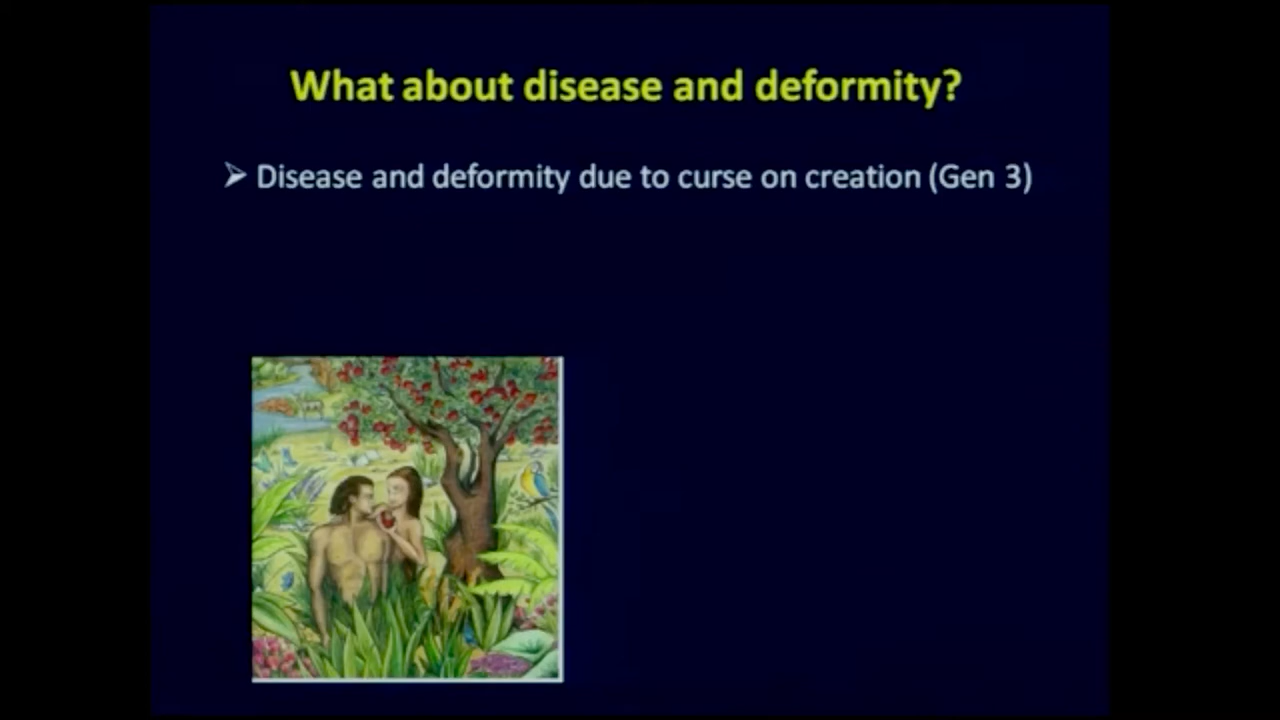 What about disease and deformity?
➢ Disease and deformity due to curse on creation (Gen 3)